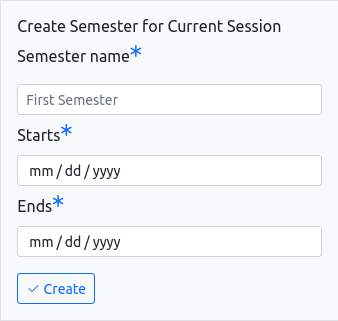 Create Semester for Current Session
Semester name*
First Semester
Starts*
mm / dd / yyyy
Ends*
mm / dd / yyyy
Create